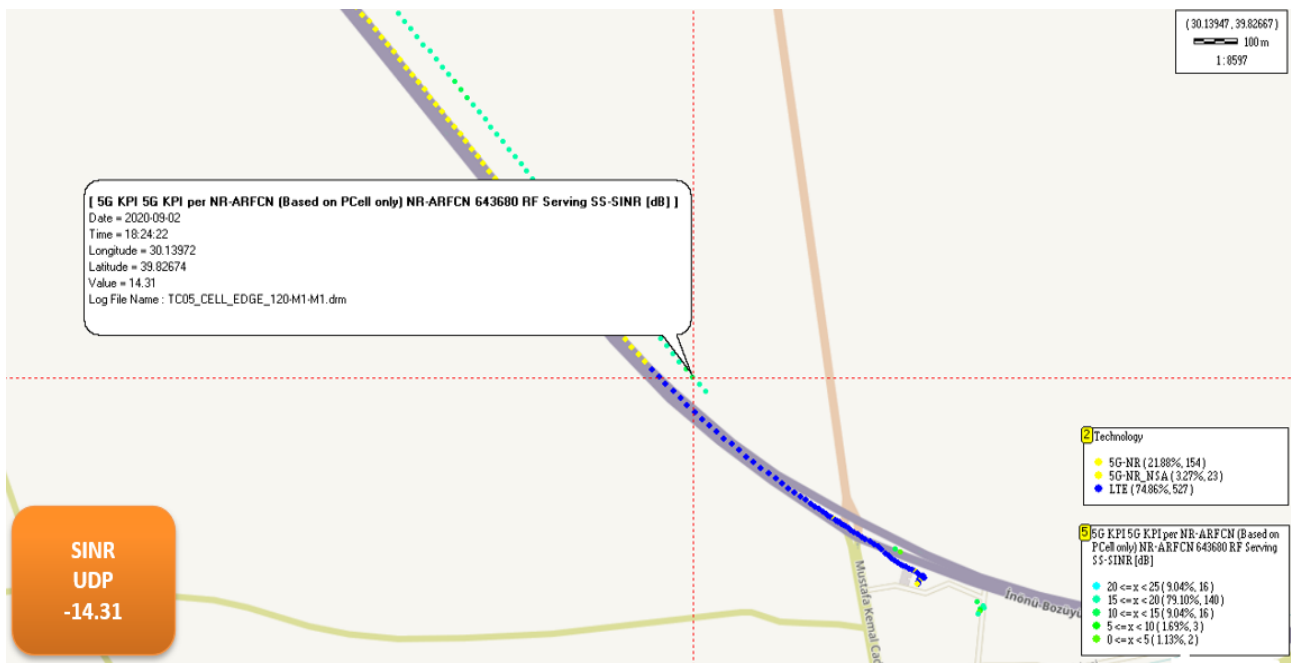 (30.13947, 39.82667)
100 m
1:8597
[ 5G KPI 5G KPI per NR-ARFCN (Based on PCell only) NR-ARFCN 643680 RF Serving SS-SINR [dB] ]
Date = 2020-09-02
Time = 18:24:22
Longitude = 30.13972
Latitude = 39.82674
Value = 14.31
Log File Name : TC05_CELL_EDGE_120-M1-M1.drm
2 Technology
5G-NR (21.88%, 154)
5G-NR_NSA (3.27%, 23)
LTE (74.86%, 527)
5 5G KPI 5G KPI per NR-ARFCN (Based on
PCell only) NR-ARFCN 643680 RF Serving
SS-SINR [dB]
20 <=x < 25 (9.04%, 16)
15 <=x < 20 (79.10%, 140)
10 <=x < 15 (9.04%, 16)
5 <=x < 10 (1.69%, 3)
0 <=x < 5 (1.13%, 2)
SINR
UDP
-14.31
Mustafa Kemal Cad
İnönü-Bozüyü